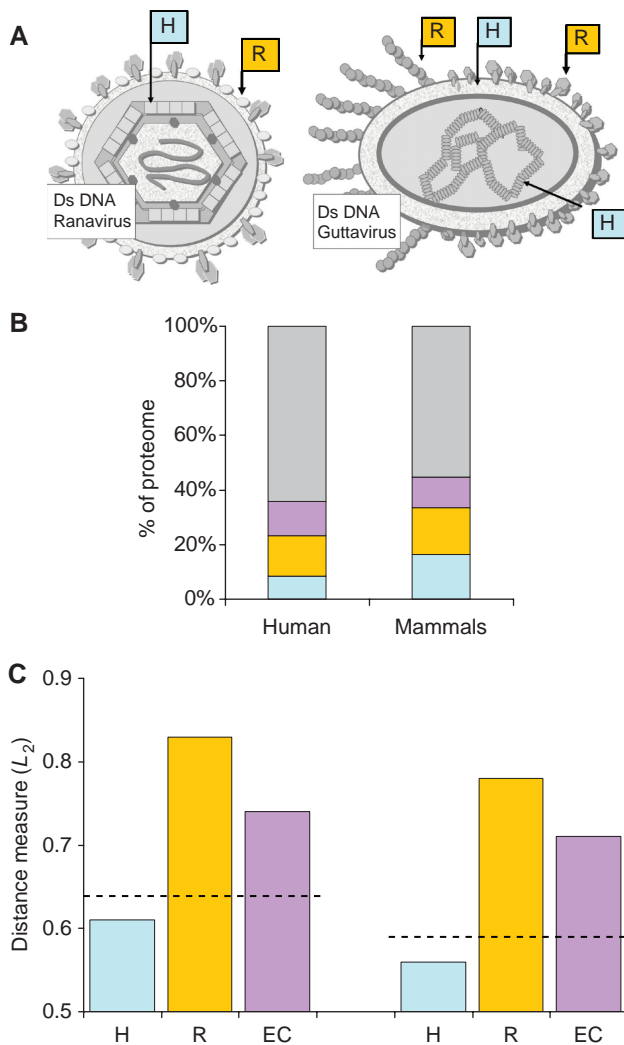 A
H
R
R
H
R
Ds DNA
Ranavirus
Ds DNA
Guttavirus
H
B
100%
80%
60%
40%
20%
0%
% of proteome
Human
Mammals
C
0.9
0.8
0.7
0.6
0.5
Distance measure (L2)
H
R
EC
H
R
EC